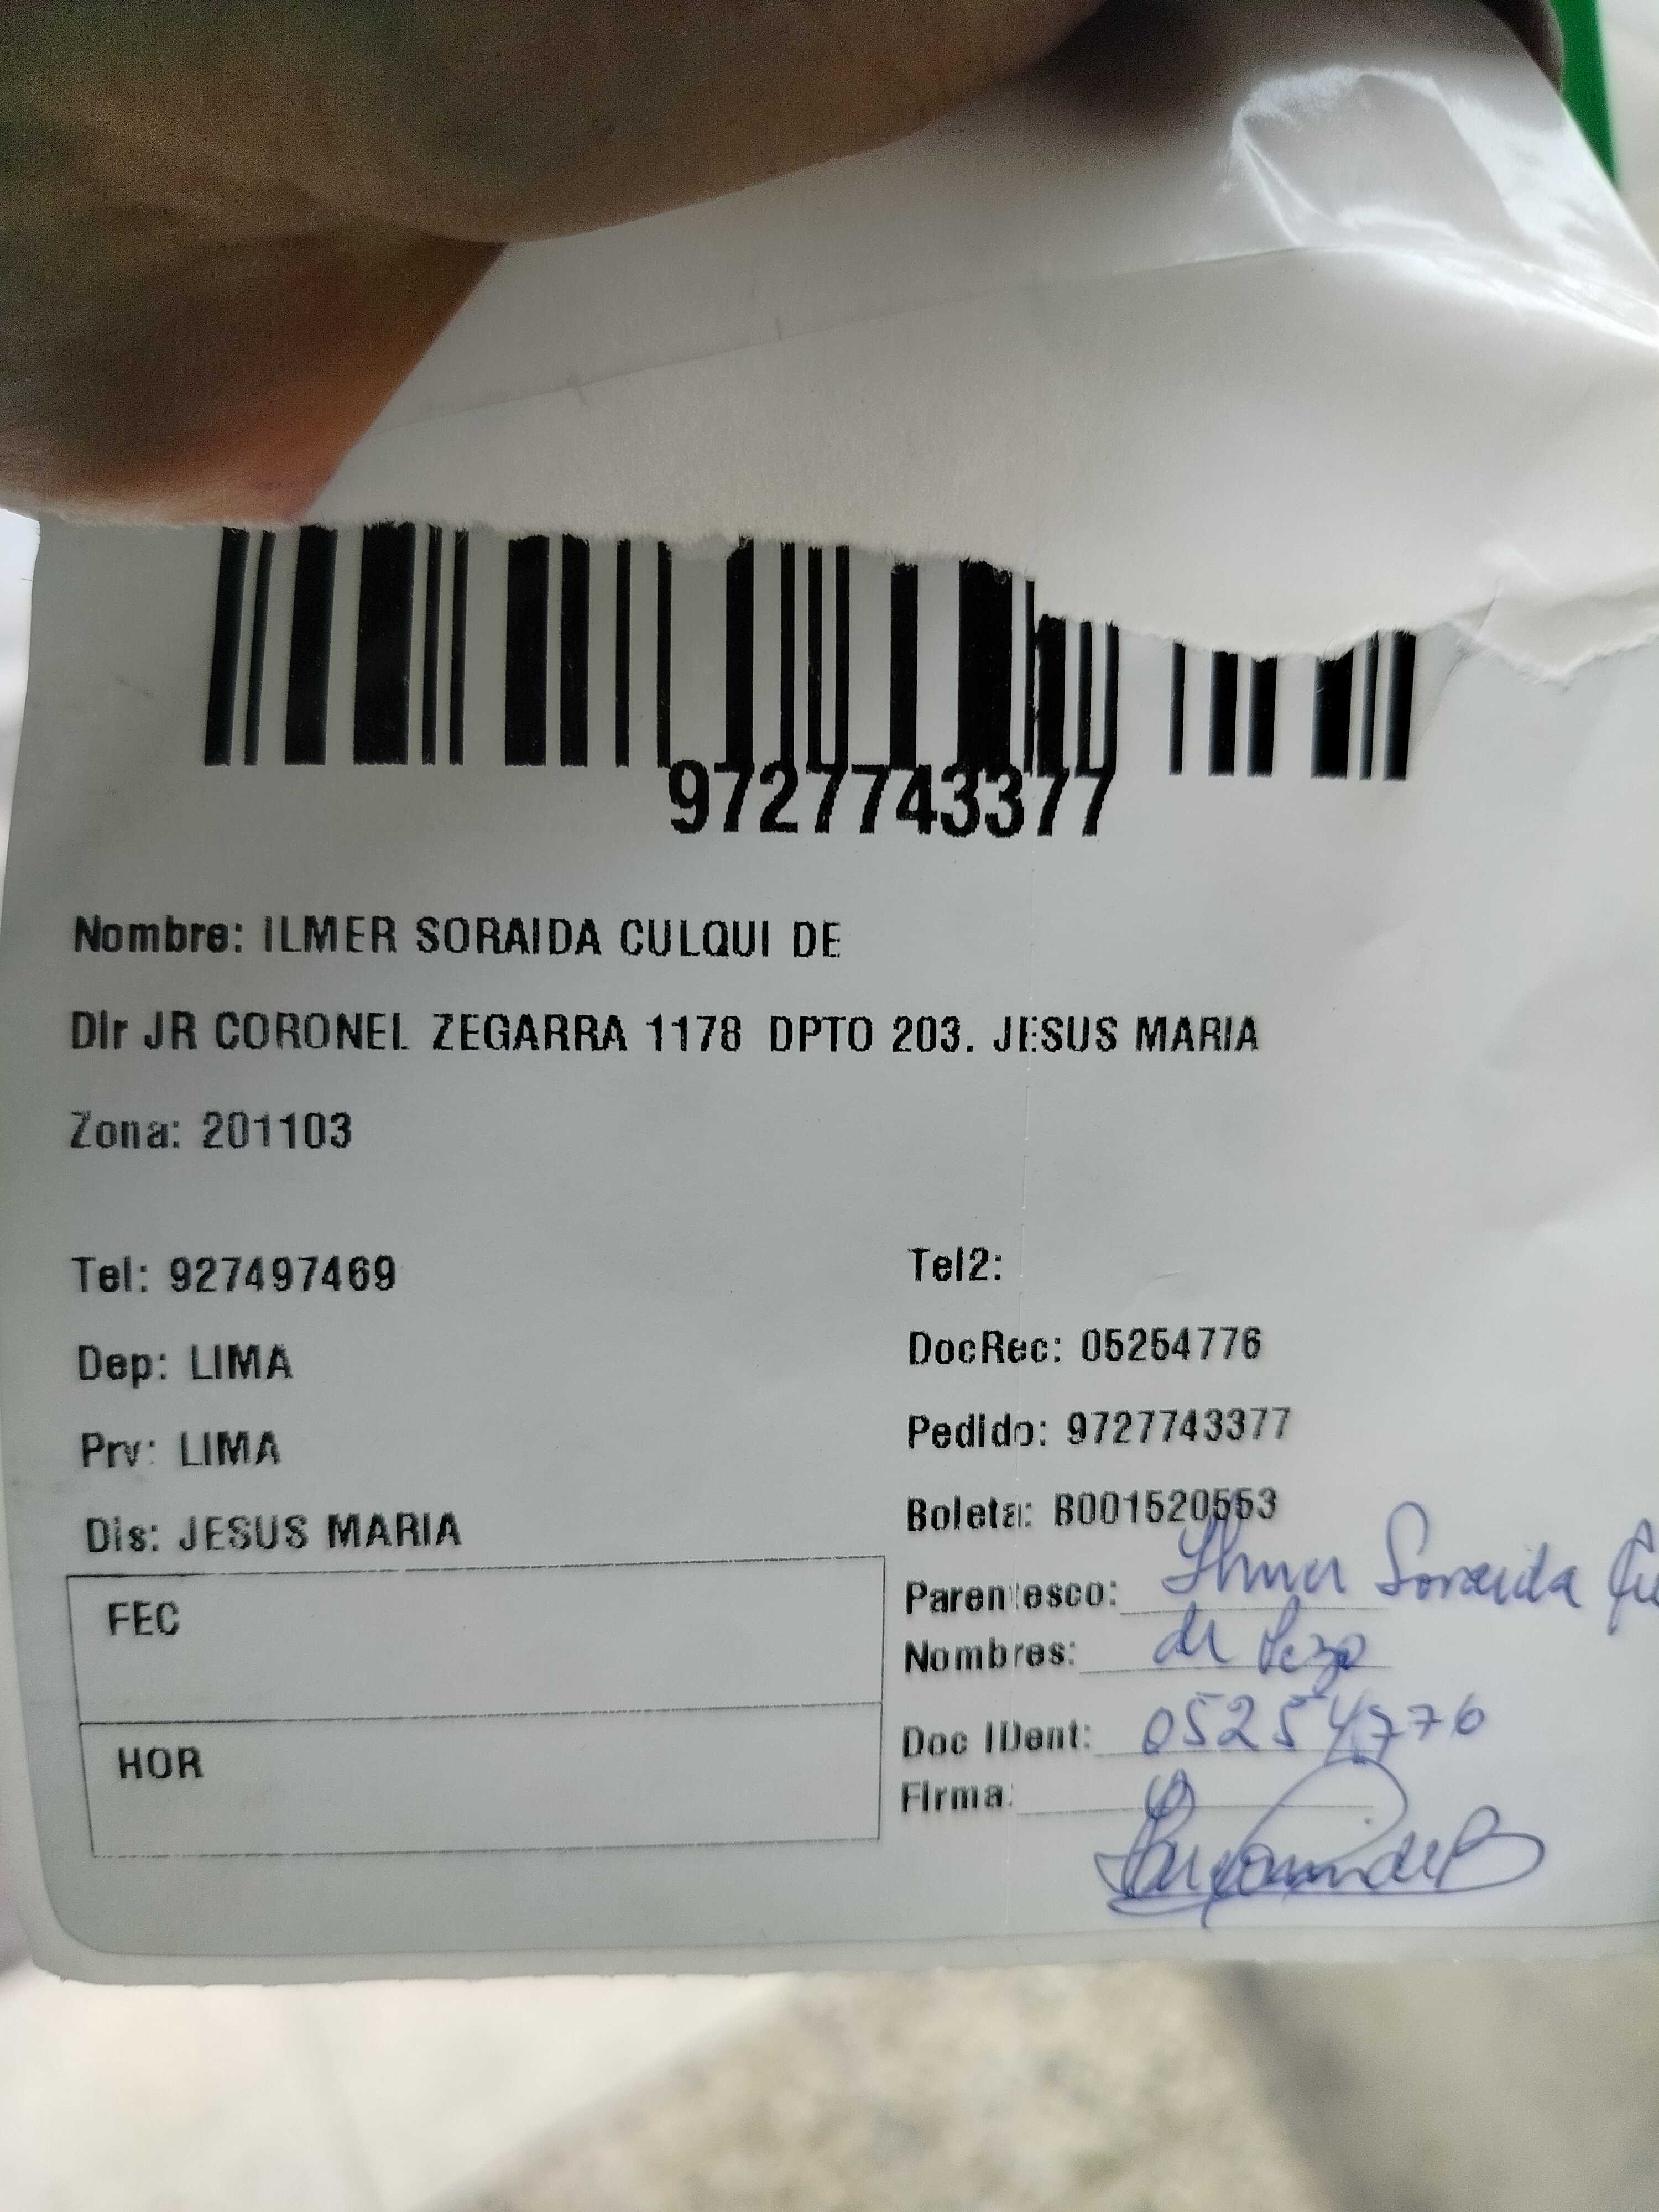 9727743377
Nombre: ILMER SORAIDA CULQUI DE
Dir JR CORONEL ZEGARRA 1178 DPTO 203. JESUS MARIA
Zona: 201103
Tel: 927497469
Tel2:
Dep: LIMA
DocRec: 05254776
Prv: LIMA
Pedido: 9727743377
Dis: JESUS MARIA
Boleta: B001520553
FEC
HOR
Parentesco: Ilmer Soraida Cu
Nombres: de Pezo
Doc IDent: 05254776
Firma: